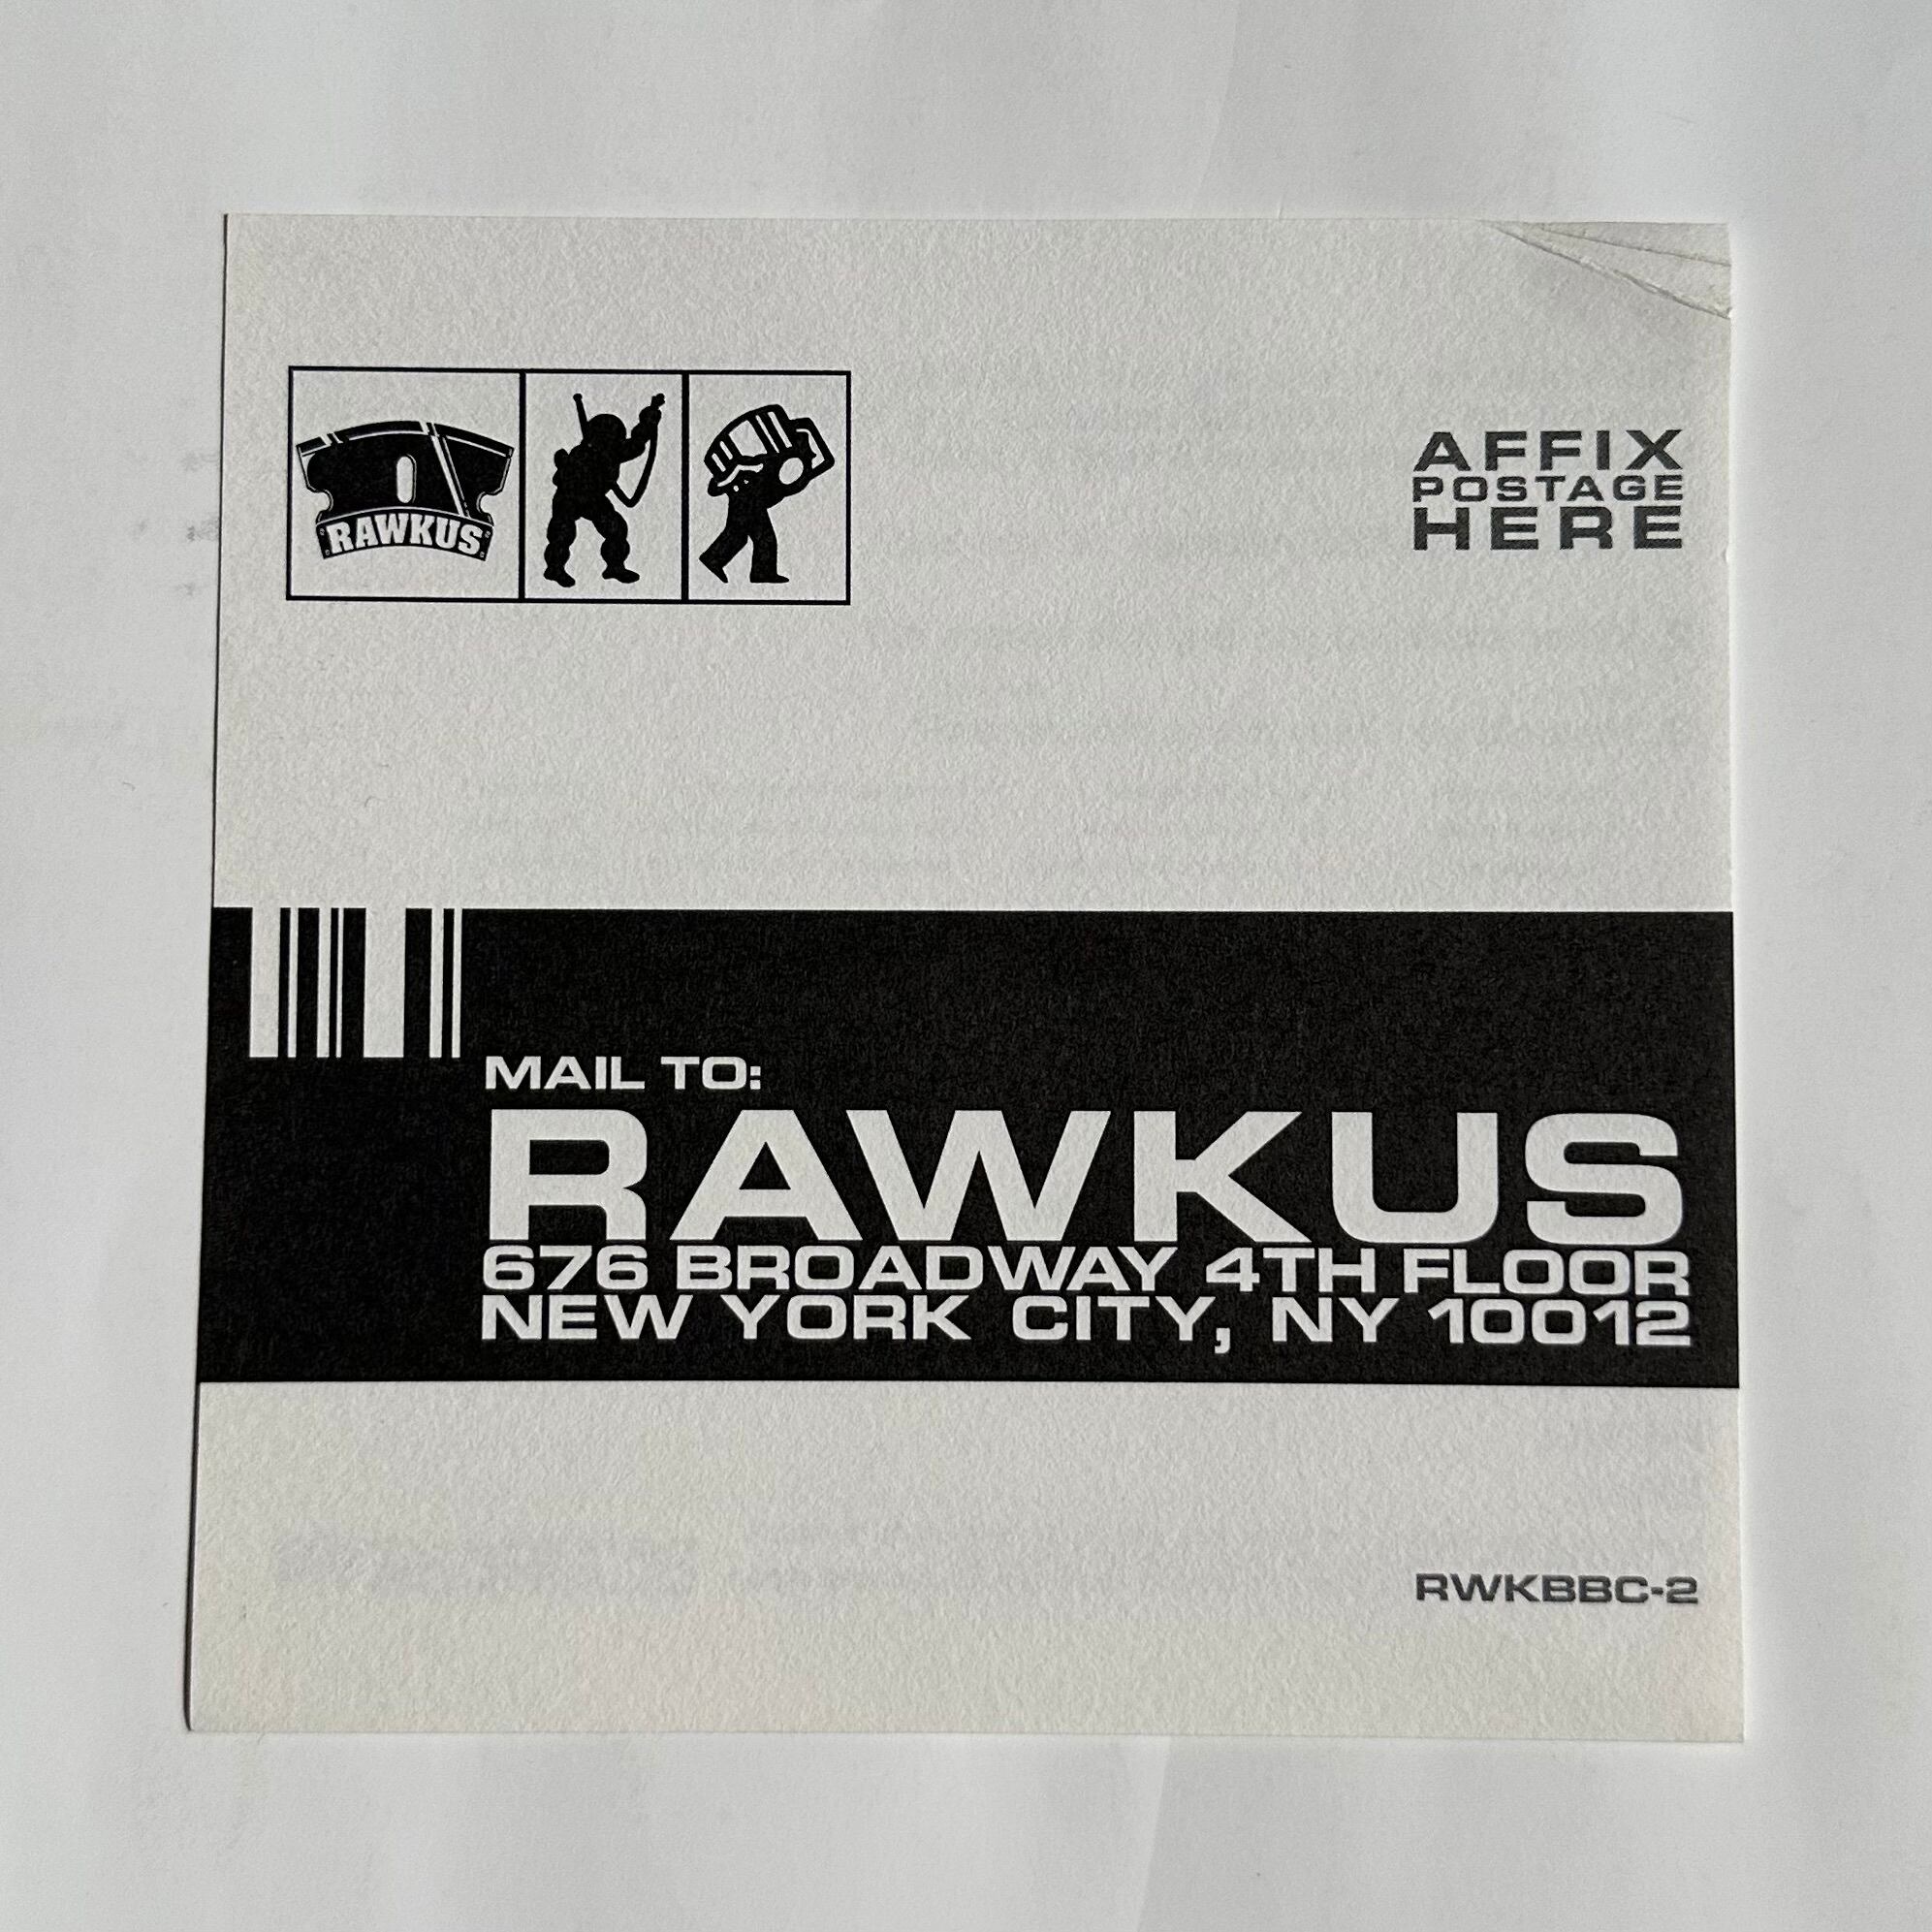 RAWKUS
AFFIX
POSTAGE
HERE
MAIL TO:
RAWKUS
676 BROADWAY 4TH FLOOR
NEW YORK CITY, NY 10012
RWKBBC-2